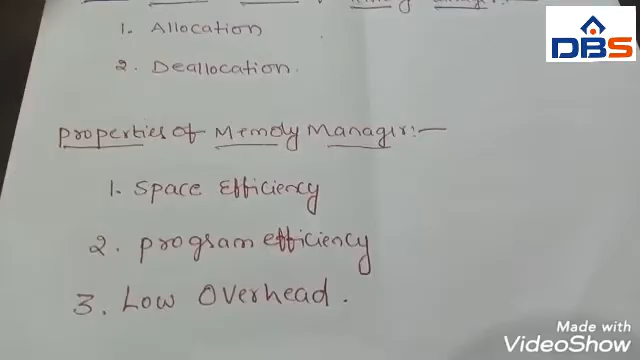 1. Allocation
2. Deallocation.
Properties of Memory Manager:—
1. Space Efficiency
2. program efficiency
3. Low Overhead.
DBS
Made with
VideoShow